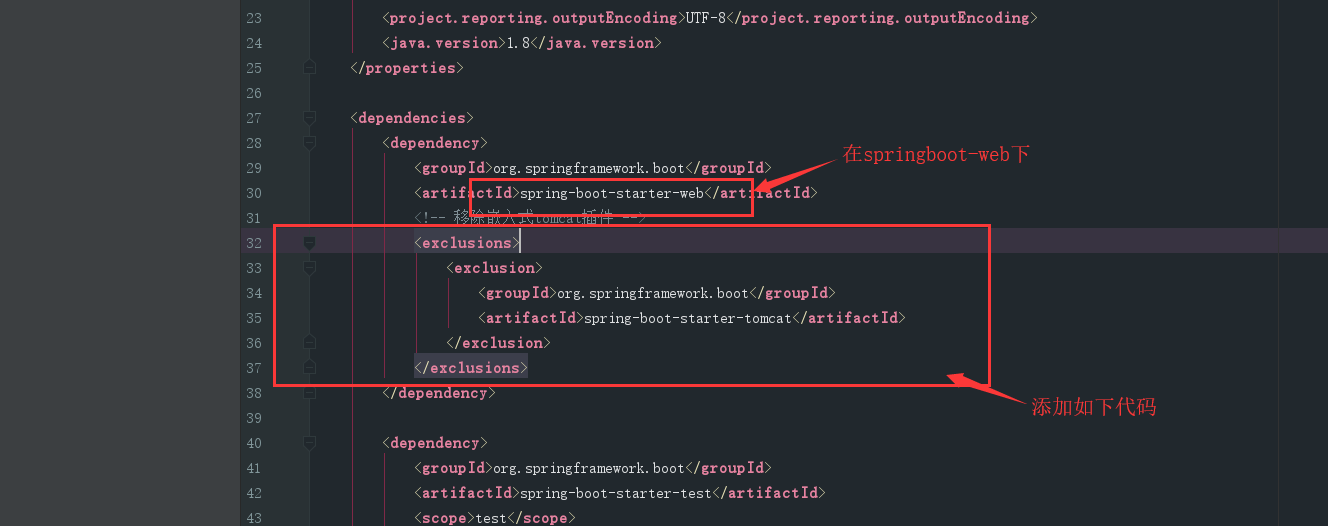 23 <project.reporting.outputEncoding>UTF-8</project.reporting.outputEncoding>
24 <java.version>1.8</java.version>
25 </properties>
26
27 <dependencies>
28 <dependency>
在springboot-web下
29 <groupId>org.springframework.boot</groupId>
30 <artifactId>spring-boot-starter-web</artifactId>
31 <!-- 移除嵌入式tomcat插件 -->
32 <exclusions>
33 <exclusion>
34 <groupId>org.springframework.boot</groupId>
35 <artifactId>spring-boot-starter-tomcat</artifactId>
36 </exclusion>
37 </exclusions>
38 </dependency>
添加如下代码
39
40 <dependency>
41 <groupId>org.springframework.boot</groupId>
42 <artifactId>spring-boot-starter-test</artifactId>
43 <scope>test</scope>